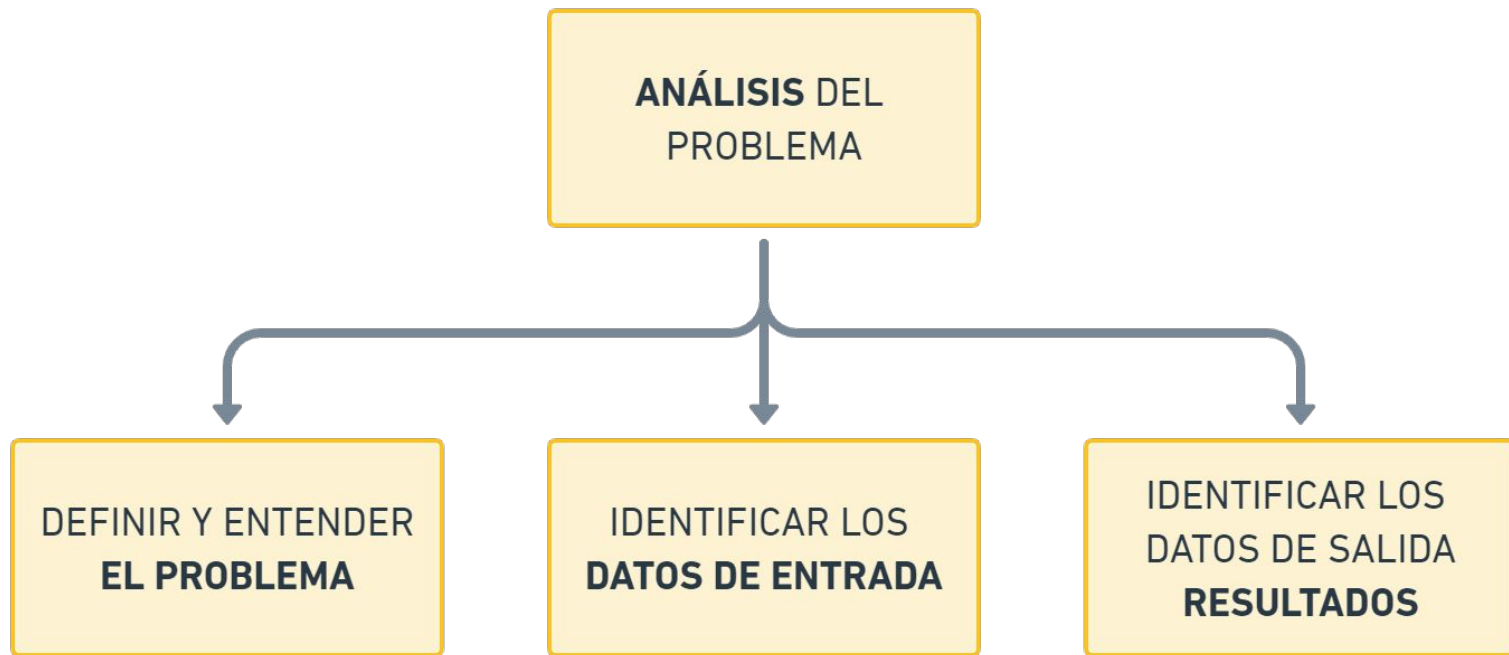 ANÁLISIS DEL
PROBLEMA
DEFINIR Y ENTENDER
EL PROBLEMA
IDENTIFICAR LOS
DATOS DE ENTRADA
IDENTIFICAR LOS
DATOS DE SALIDA
RESULTADOS